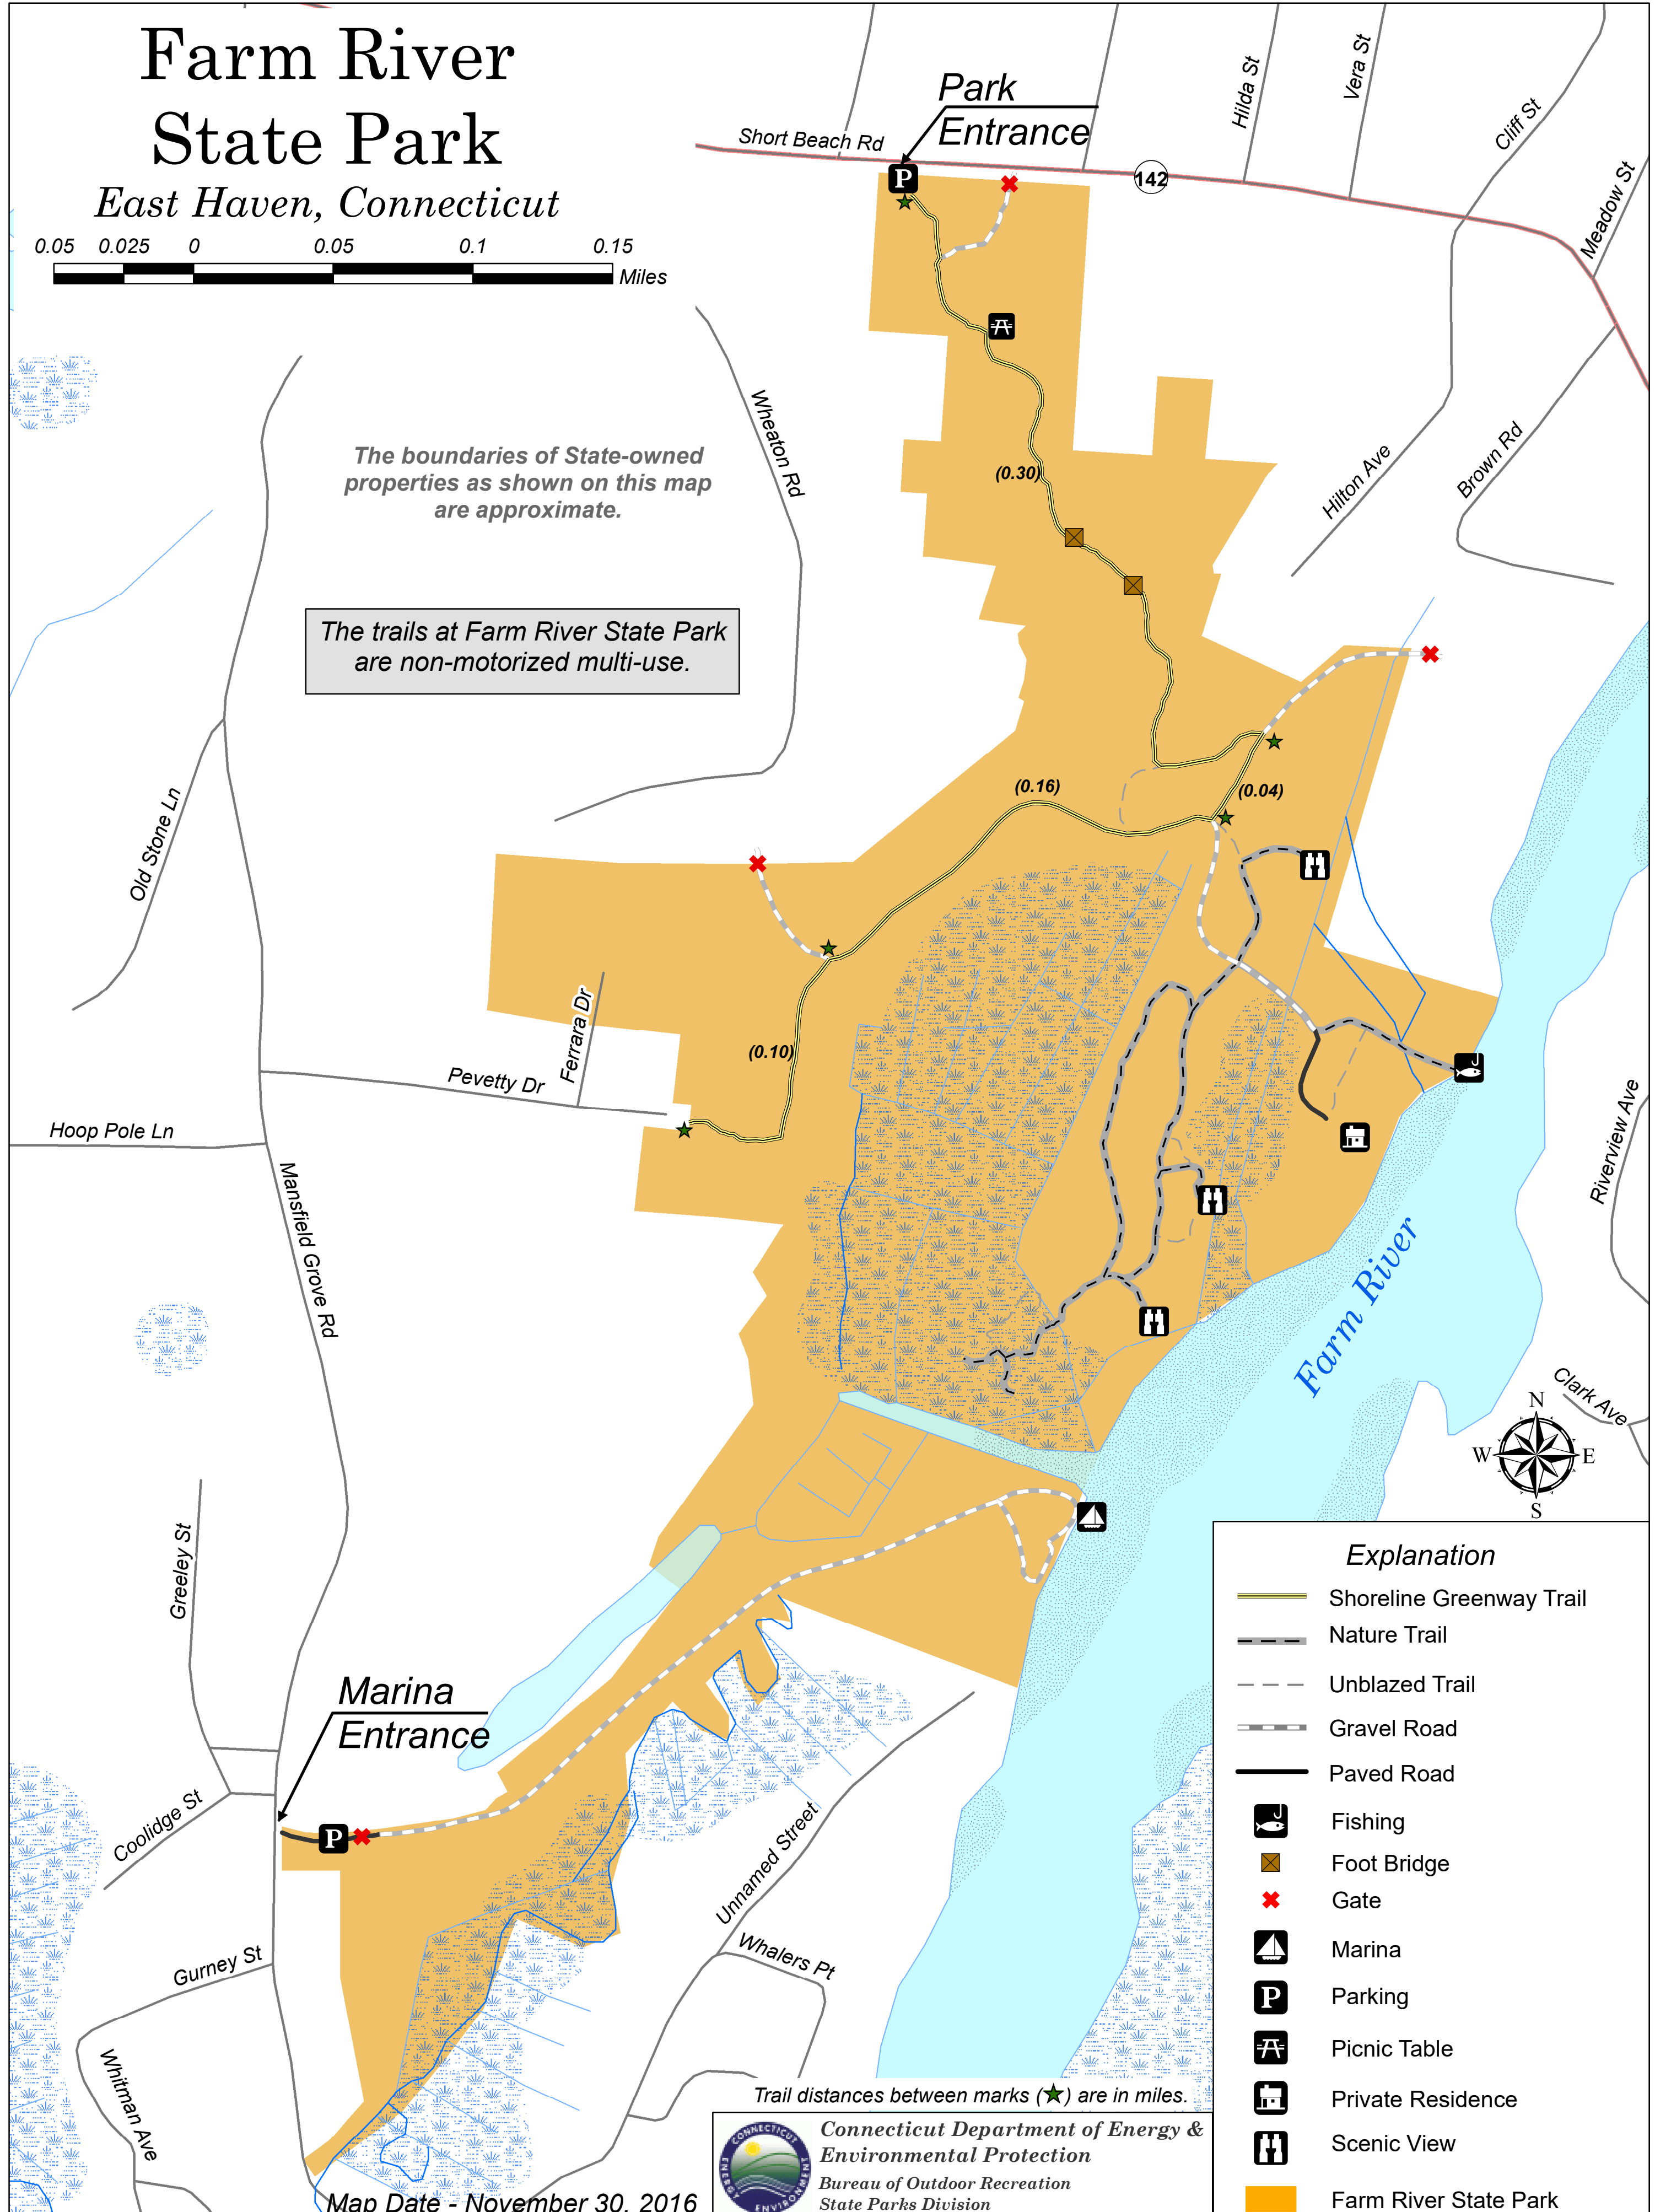 Farm River
State Park
East Haven, Connecticut
0.05 0.025 0 0.05 0.1 0.15
Miles
Park
Entrance
Short Beach Rd
142
Hilda St
Vera St
Cliff St
Meadow St
Wheaton Rd
The boundaries of State-owned
properties as shown on this map
are approximate.
(0.30)
Hilton Ave
Brown Rd
The trails at Farm River State Park
are non-motorized multi-use.
(0.16)
(0.04)
Old Stone Ln
Ferrara Dr
(0.10)
Pevetty Dr
Hoop Pole Ln
Mansfield Grove Rd
Riverview Ave
Farm River
Clark Ave
N
W
E
S
Greeley St
Marina
Entrance
P
P
Coolidge St
Gurney St
Whitman Ave
Unnamed Street
Whalers Pt
Explanation
Shoreline Greenway Trail
Nature Trail
Unblazed Trail
Gravel Road
Paved Road
Fishing
Foot Bridge
Gate
Marina
P Parking
Picnic Table
Private Residence
Scenic View
Farm River State Park
Trail distances between marks (★) are in miles.
CONNECTICUT
ENERGY
ENVIRONMENT
Connecticut Department of Energy &
Environmental Protection
Bureau of Outdoor Recreation
State Parks Division
Map Date - November 30, 2016